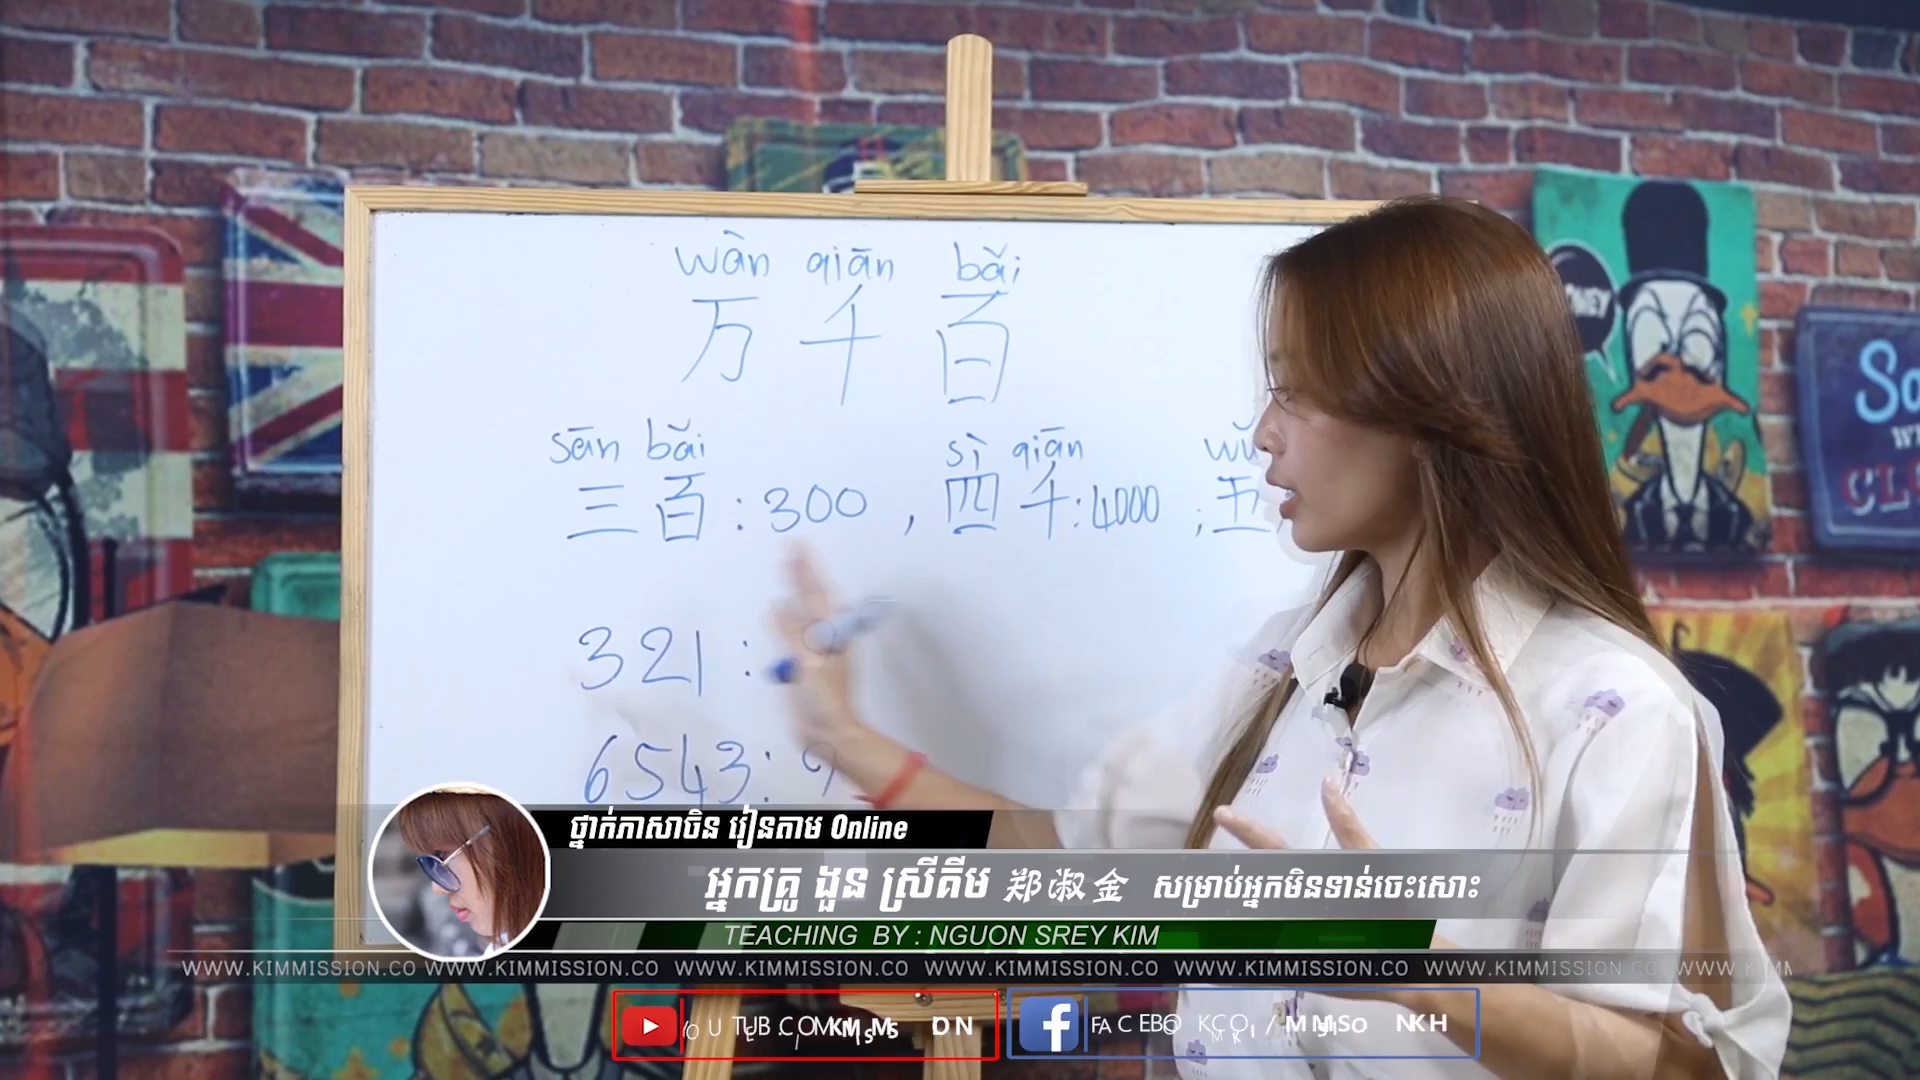 wàn qiān bǎi
万 千 百
sān bǎi sì qiān wǔ
三百:300 , 四千:4000 ; 五
321:
6543:
ថ្នាក់ភាសាចិន រៀនតាម Online
អ្នកគ្រូ ងួន ស្រីគីម 郑淑金 សម្រាប់អ្នកមិនទាន់ចេះសោះ
TEACHING BY : NGUON SREY KIM
WWW.KIMMISSION.CO WWW.KIMMISSION.CO WWW.KIMMISSION.CO WWW.KIMMISSION.CO WWW.KIMMISSION.CO WWW.KIMMISSION.CO WWW
MONEY